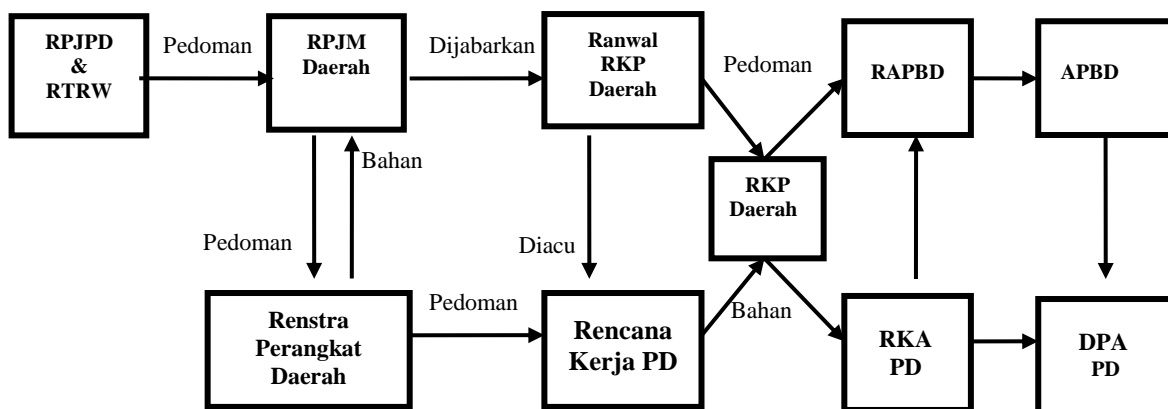 RPJPD
&
RTRW
Pedoman
RPJM
Daerah
Dijabarkan
Ranwal
RKP
Daerah
Pedoman
RAPBD
APBD
Bahan
RKP
Daerah
Pedoman
Diacu
Renstra
Perangkat
Daerah
Pedoman
Rencana
Kerja PD
Bahan
RKA
PD
DPA
PD